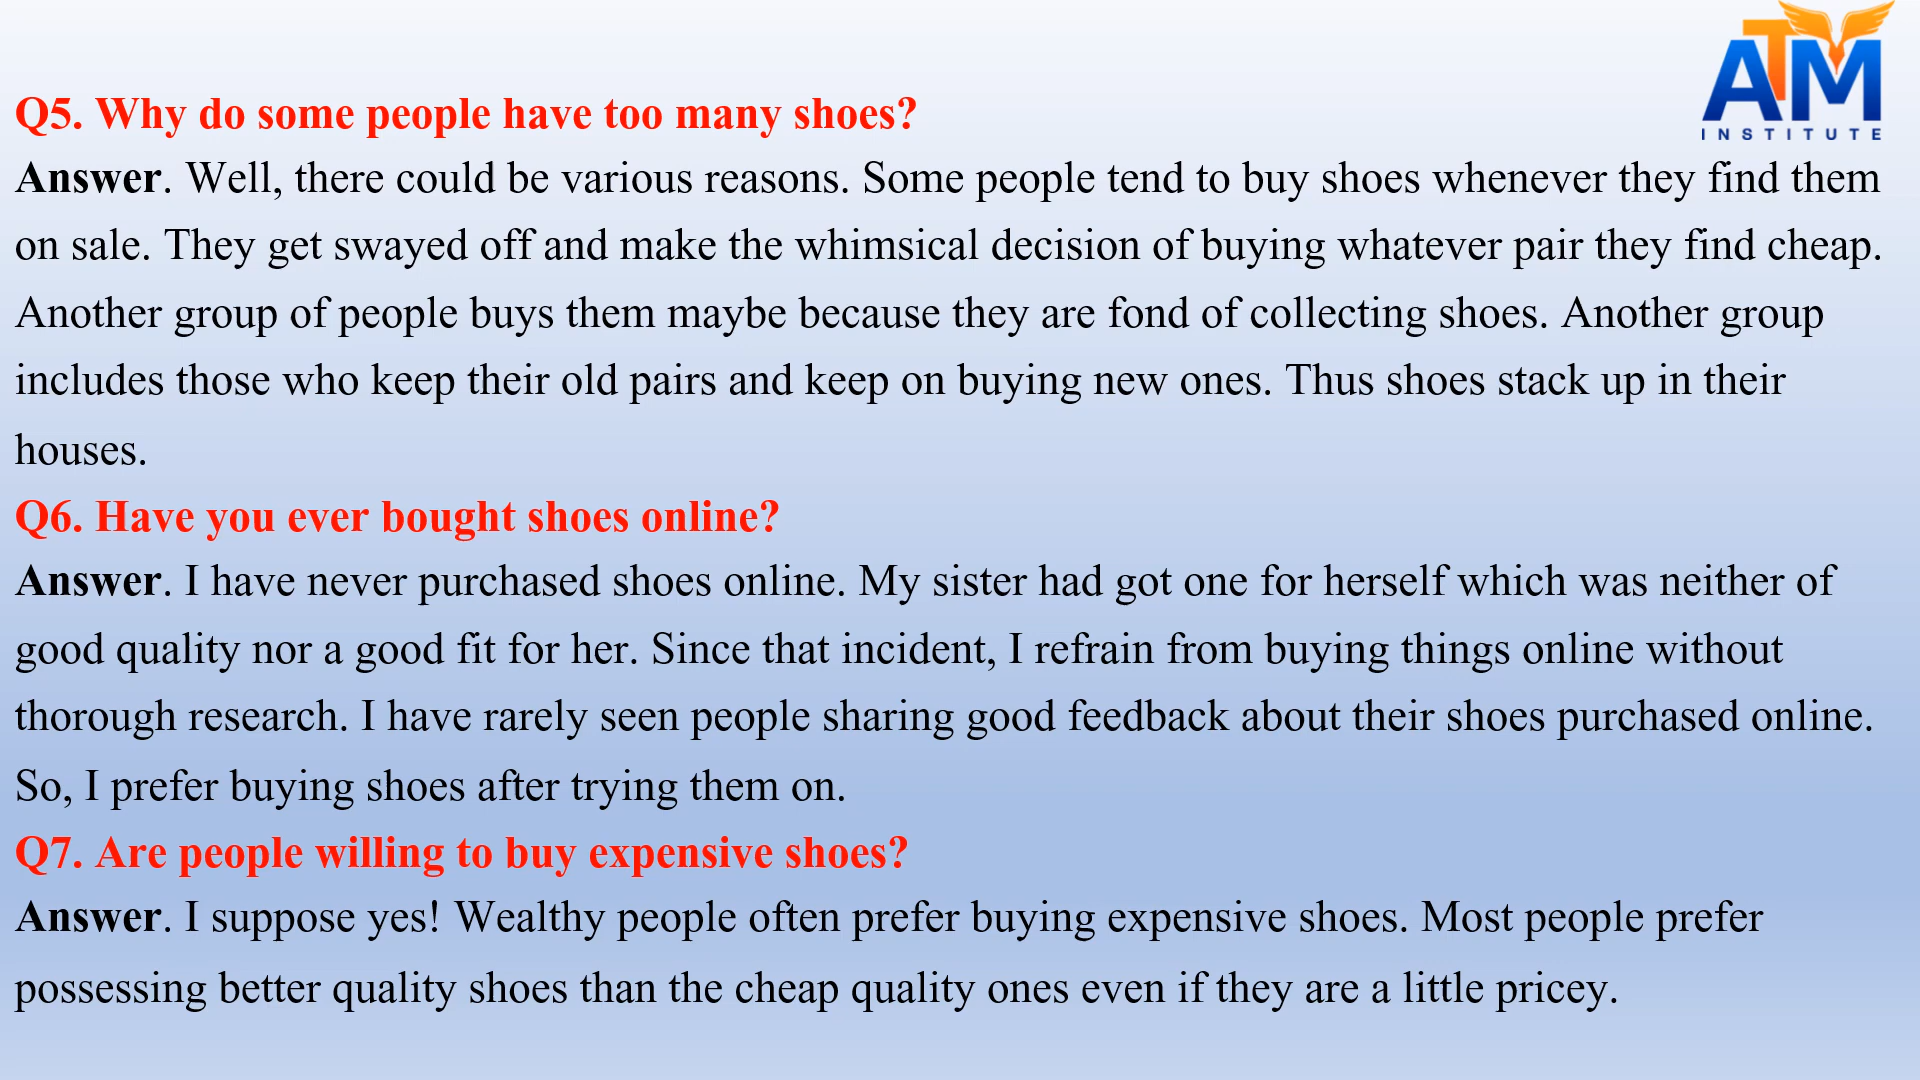 ATM
INSTITUTE
Q5. Why do some people have too many shoes?
Answer. Well, there could be various reasons. Some people tend to buy shoes whenever they find them
on sale. They get swayed off and make the whimsical decision of buying whatever pair they find cheap.
Another group of people buys them maybe because they are fond of collecting shoes. Another group
includes those who keep their old pairs and keep on buying new ones. Thus shoes stack up in their
houses.
Q6. Have you ever bought shoes online?
Answer. I have never purchased shoes online. My sister had got one for herself which was neither of
good quality nor a good fit for her. Since that incident, I refrain from buying things online without
thorough research. I have rarely seen people sharing good feedback about their shoes purchased online.
So, I prefer buying shoes after trying them on.
Q7. Are people willing to buy expensive shoes?
Answer. I suppose yes! Wealthy people often prefer buying expensive shoes. Most people prefer
possessing better quality shoes than the cheap quality ones even if they are a little pricey.